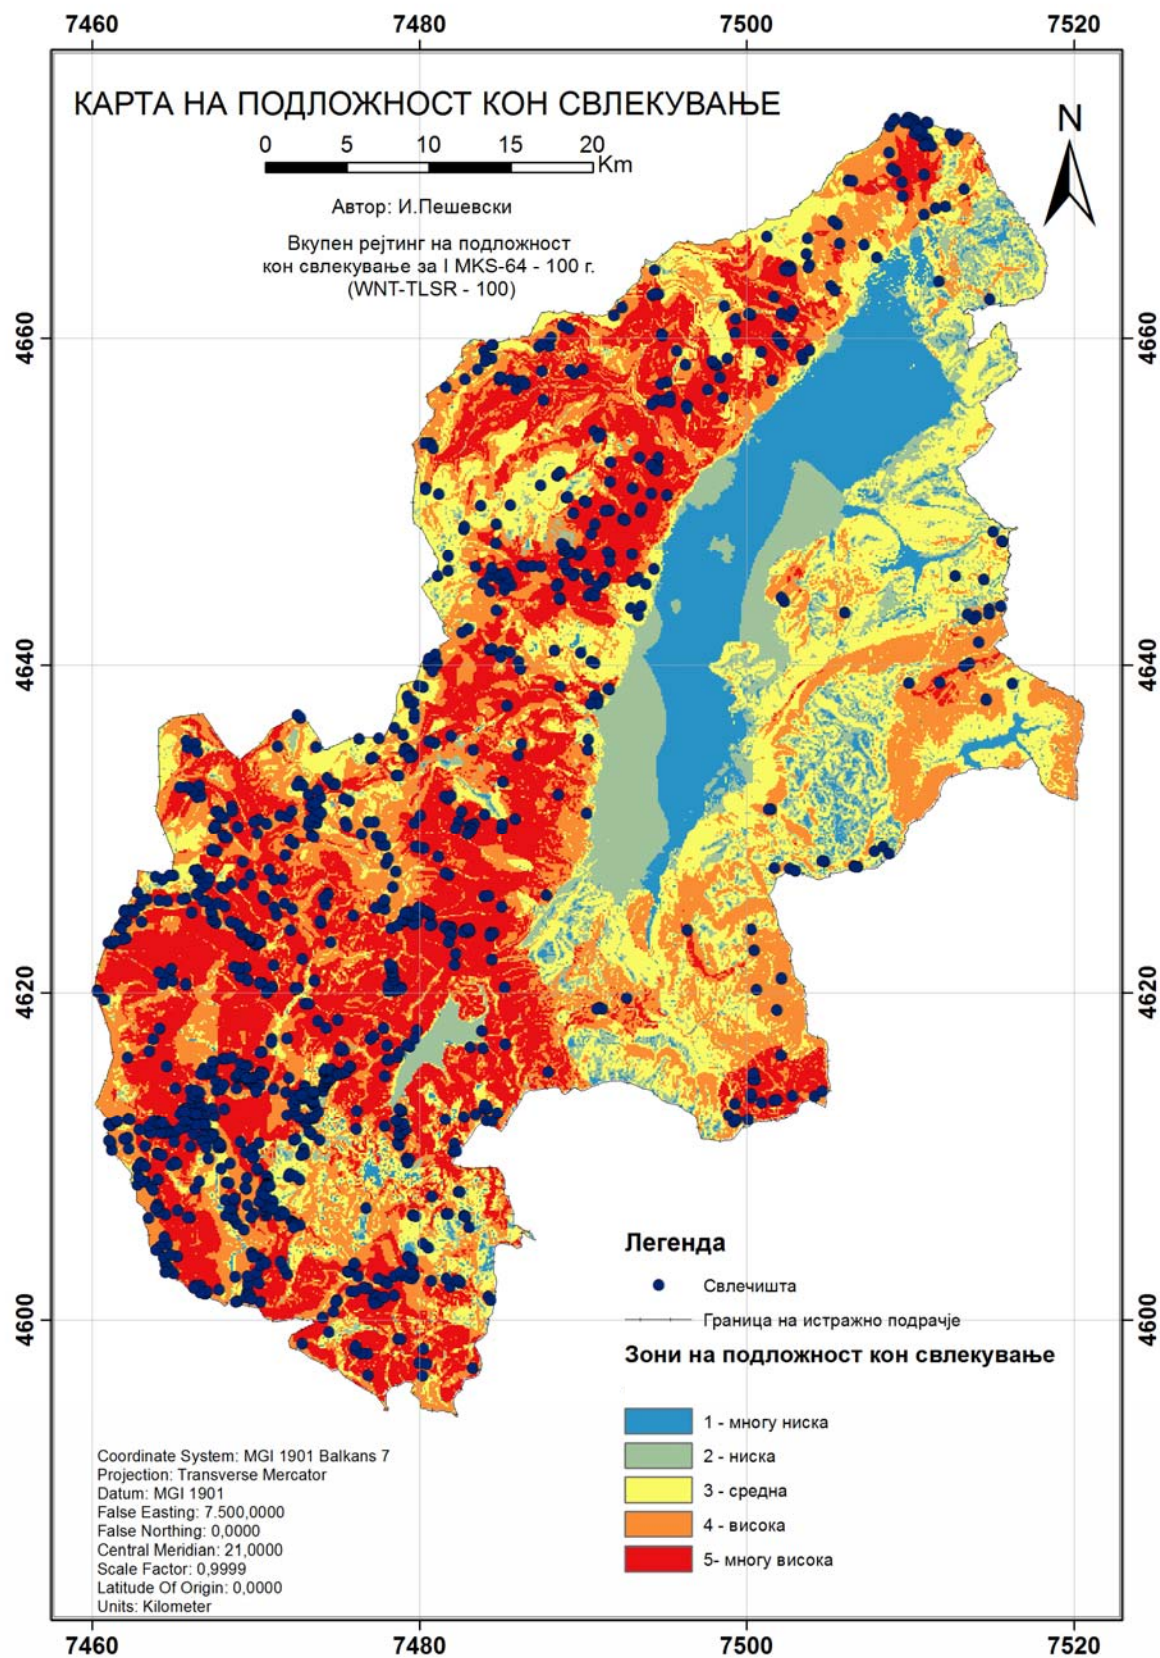 7460 7480 7500 7520
КАРТА НА ПОДЛОЖНОСТ КОН СВЛЕКУВАЊЕ
0 5 10 15 20
Km
N
Автор: И.Пешевски
Вкупен рејтинг на подложност
кон свлекување за I MKS-64 - 100 г.
(WNT-TLSR - 100)
4660 4660
4640 4640
4620 4620
4600 4600
Легенда
Свлечишта
Граница на истражно подрачје
Зони на подложност кон свлекување
1 - многу ниска
2 - ниска
3 - средна
4 - висока
5- многу висока
Coordinate System: MGI 1901 Balkans 7
Projection: Transverse Mercator
Datum: MGI 1901
False Easting: 7.500,0000
False Northing: 0,0000
Central Meridian: 21,0000
Scale Factor: 0,9999
Latitude Of Origin: 0,0000
Units: Kilometer
7460 7480 7500 7520